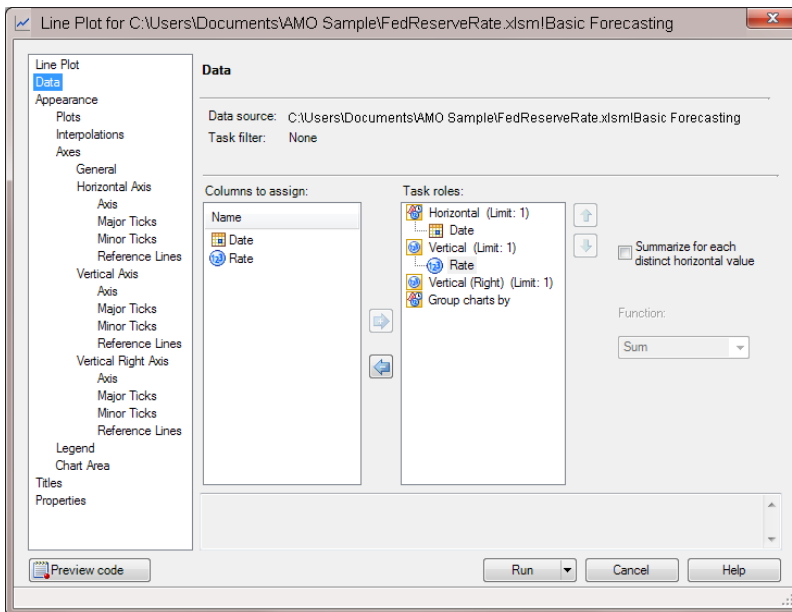 Line Plot for C:\Users\Documents\AMO Sample\FedReserveRate.xlsm!Basic Forecasting
Line Plot
Data
Appearance
Plots
Interpolations
Axes
General
Horizontal Axis
Axis
Major Ticks
Minor Ticks
Reference Lines
Vertical Axis
Axis
Major Ticks
Minor Ticks
Reference Lines
Vertical Right Axis
Axis
Major Ticks
Minor Ticks
Reference Lines
Legend
Chart Area
Titles
Properties
Data
Data source: C:\Users\Documents\AMO Sample\FedReserveRate.xlsm!Basic Forecasting
Task filter: None
Columns to assign:
Name
Date
Rate
Task roles:
Horizontal (Limit: 1)
Date
Vertical (Limit: 1)
Rate
Vertical (Right) (Limit: 1)
Group charts by
Summarize for each
distinct horizontal value
Function:
Sum
Preview code
Run
Cancel
Help